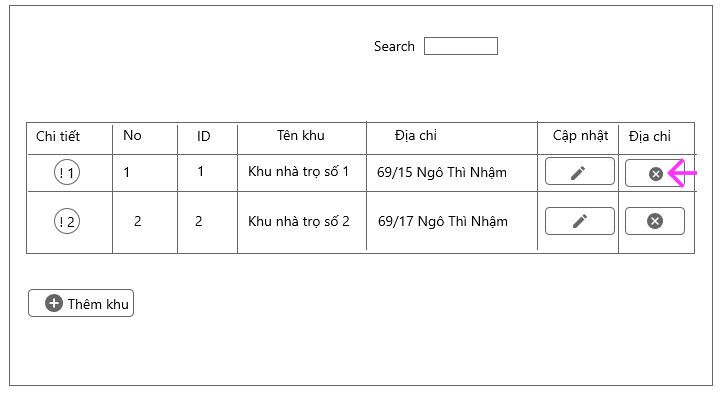 Search
Chi tiết No ID Tên khu Địa chỉ Cập nhật Địa chỉ
! 1 1 1 Khu nhà trọ số 1 69/15 Ngô Thì Nhậm
! 2 2 2 Khu nhà trọ số 2 69/17 Ngô Thì Nhậm
Thêm khu